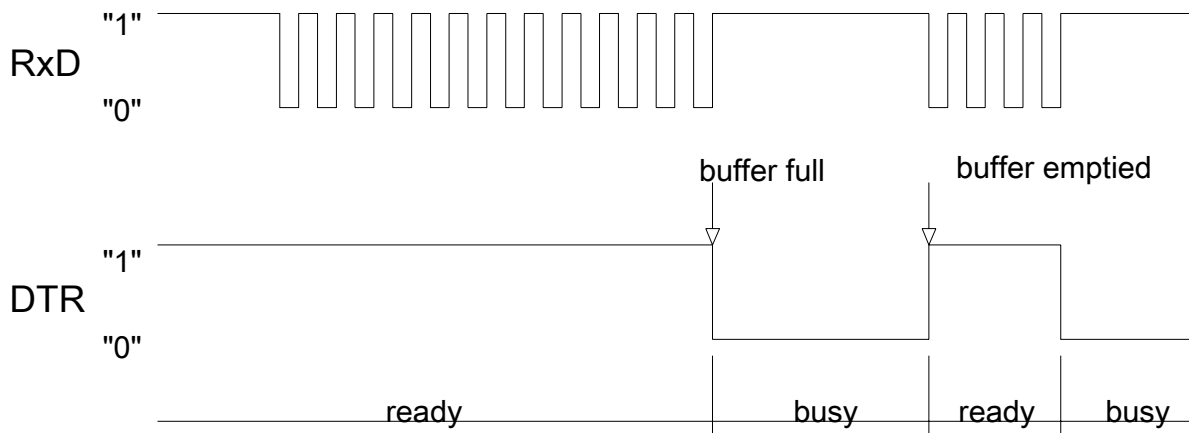 "1"
RxD
"0"
buffer full
buffer emptied
"1"
DTR
"0"
ready
busy
ready
busy